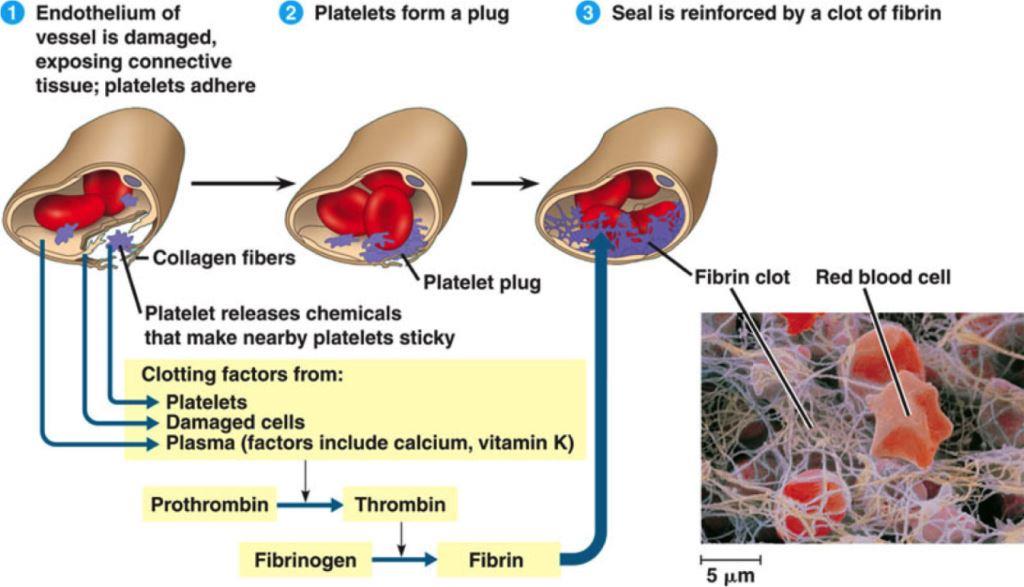 1 Endothelium of
vessel is damaged,
exposing connective
tissue; platelets adhere
2 Platelets form a plug
3 Seal is reinforced by a clot of fibrin
Collagen fibers
Platelet releases chemicals
that make nearby platelets sticky
Platelet plug
Fibrin clot
Red blood cell
Clotting factors from:
Platelets
Damaged cells
Plasma (factors include calcium, vitamin K)
Prothrombin
Thrombin
Fibrinogen
Fibrin
5 µm